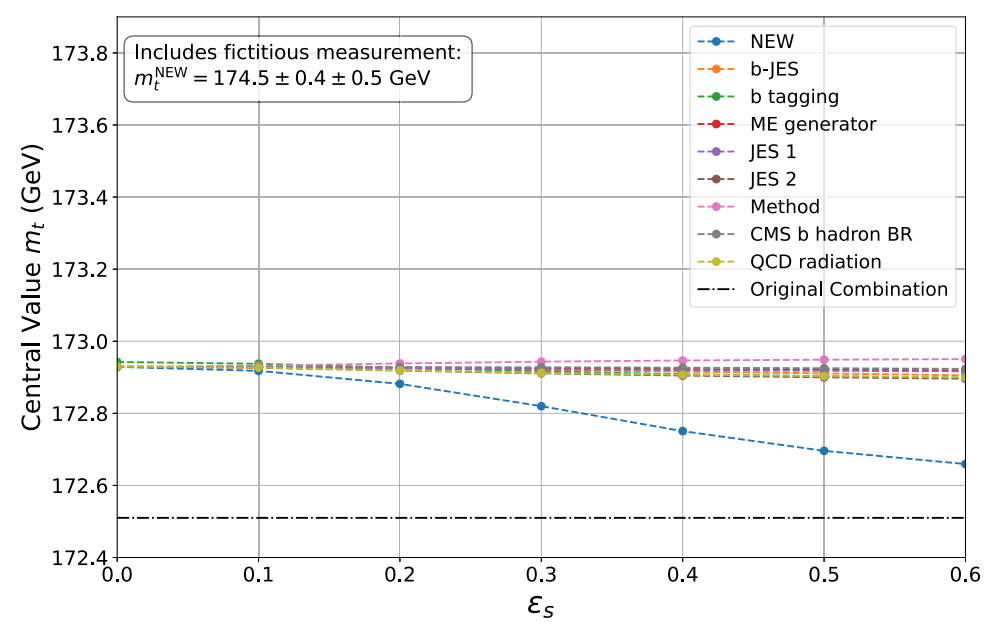 Includes fictitious measurement:
m_t^NEW = 174.5 ± 0.4 ± 0.5 GeV
NEW
b-JES
b tagging
ME generator
JES 1
JES 2
Method
CMS b hadron BR
QCD radiation
Original Combination
Central Value m_t (GeV)
173.8
173.6
173.4
173.2
173.0
172.8
172.6
172.4
0.0 0.1 0.2 0.3 0.4 0.5 0.6
ε_s